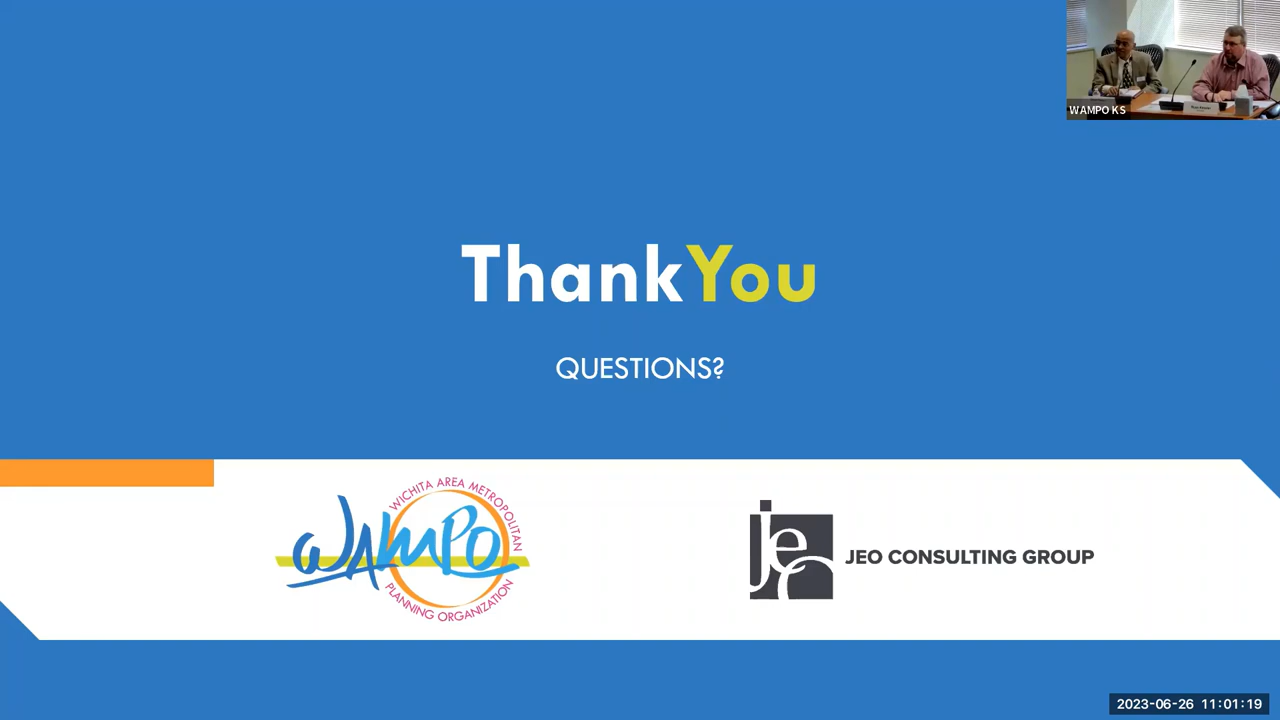 WAMPO KS
ThankYou
QUESTIONS?
WICHITA AREA METROPOLITAN
WAMPO
PLANNING ORGANIZATION
jeo
JEO CONSULTING GROUP
2023-06-26 11:01:19